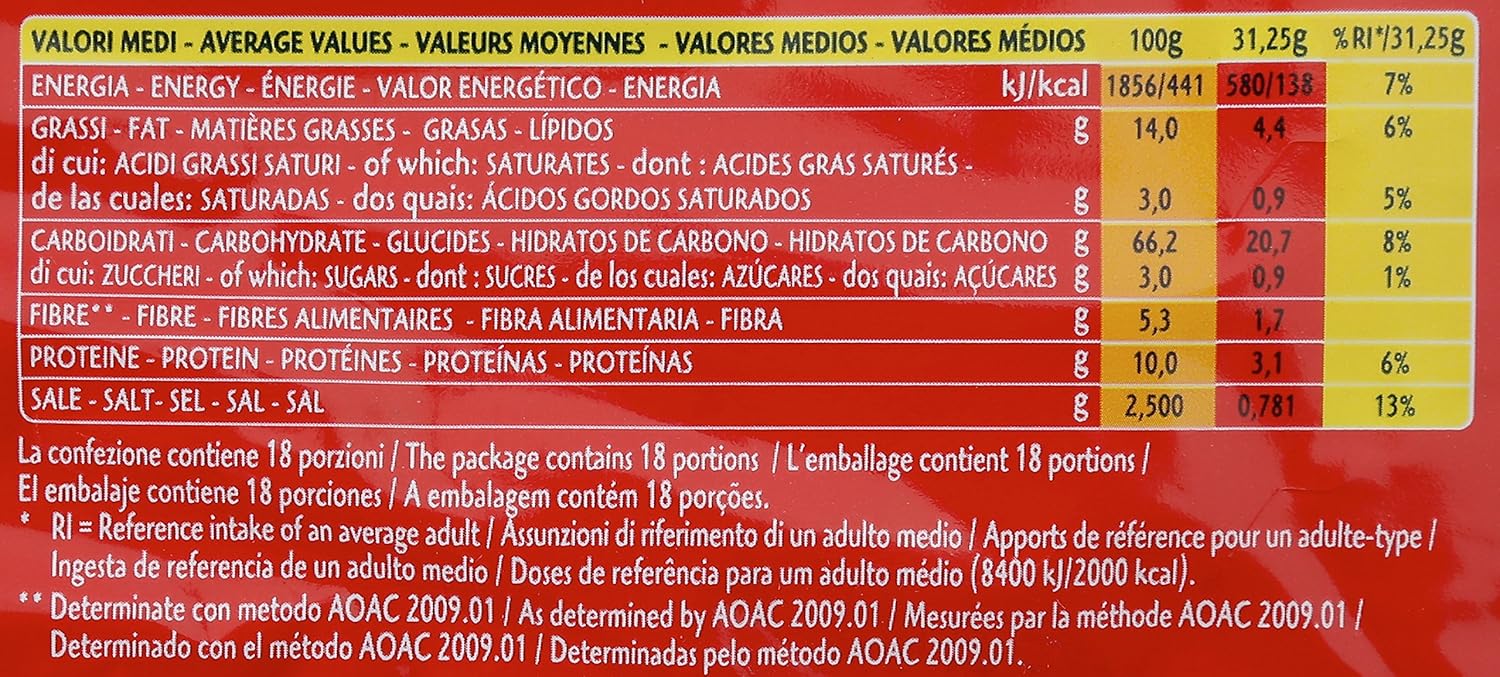 VALORI MEDI - AVERAGE VALUES - VALEURS MOYENNES - VALORES MEDIOS - VALORES MÉDIOS 100g 31,25g %RI*/31,25g
ENERGIA - ENERGY - ÉNERGIE - VALOR ENERGÉTICO - ENERGIA kJ/kcal 1856/441 580/138 7%
GRASSI - FAT - MATIÈRES GRASSES - GRASAS - LÍPIDOS g 14,0 4,4 6%
di cui: ACIDI GRASSI SATURI - of which: SATURATES - dont : ACIDES GRAS SATURÉS -
de las cuales: SATURADAS - dos quais: ÁCIDOS GORDOS SATURADOS g 3,0 0,9 5%
CARBOIDRATI - CARBOHYDRATE - GLUCIDES - HIDRATOS DE CARBONO - HIDRATOS DE CARBONO g 66,2 20,7 8%
di cui: ZUCCHERI - of which: SUGARS - dont : SUCRES - de los cuales: AZÚCARES - dos quais: AÇÚCARES g 3,0 0,9 1%
FIBRE** - FIBRE - FIBRES ALIMENTAIRES - FIBRA ALIMENTARIA - FIBRA g 5,3 1,7
PROTEINE - PROTEIN - PROTÉINES - PROTEÍNAS - PROTEÍNAS g 10,0 3,1 6%
SALE - SALT- SEL - SAL - SAL g 2,500 0,781 13%
La confezione contiene 18 porzioni / The package contains 18 portions / L'emballage contient 18 portions /
El embalaje contiene 18 porciones / A embalagem contém 18 porções.
* RI = Reference intake of an average adult / Assunzioni di riferimento di un adulto medio / Apports de référence pour un adulte-type /
Ingesta de referencia de un adulto medio / Doses de referência para um adulto médio (8400 kJ/2000 kcal).
** Determinate con metodo AOAC 2009.01 / As determined by AOAC 2009.01 / Mesurées par la méthode AOAC 2009.01 /
Determinado con el método AOAC 2009.01 / Determinadas pelo método AOAC 2009.01.